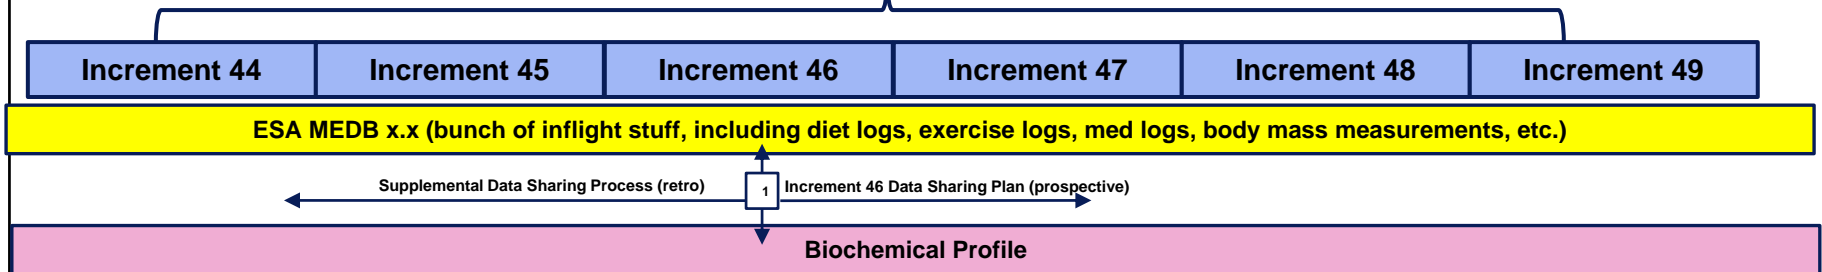 Increment 44 Increment 45 Increment 46 Increment 47 Increment 48 Increment 49
ESA MEDB x.x (bunch of inflight stuff, including diet logs, exercise logs, med logs, body mass measurements, etc.)
Supplemental Data Sharing Process (retro) 1 Increment 46 Data Sharing Plan (prospective)
Biochemical Profile